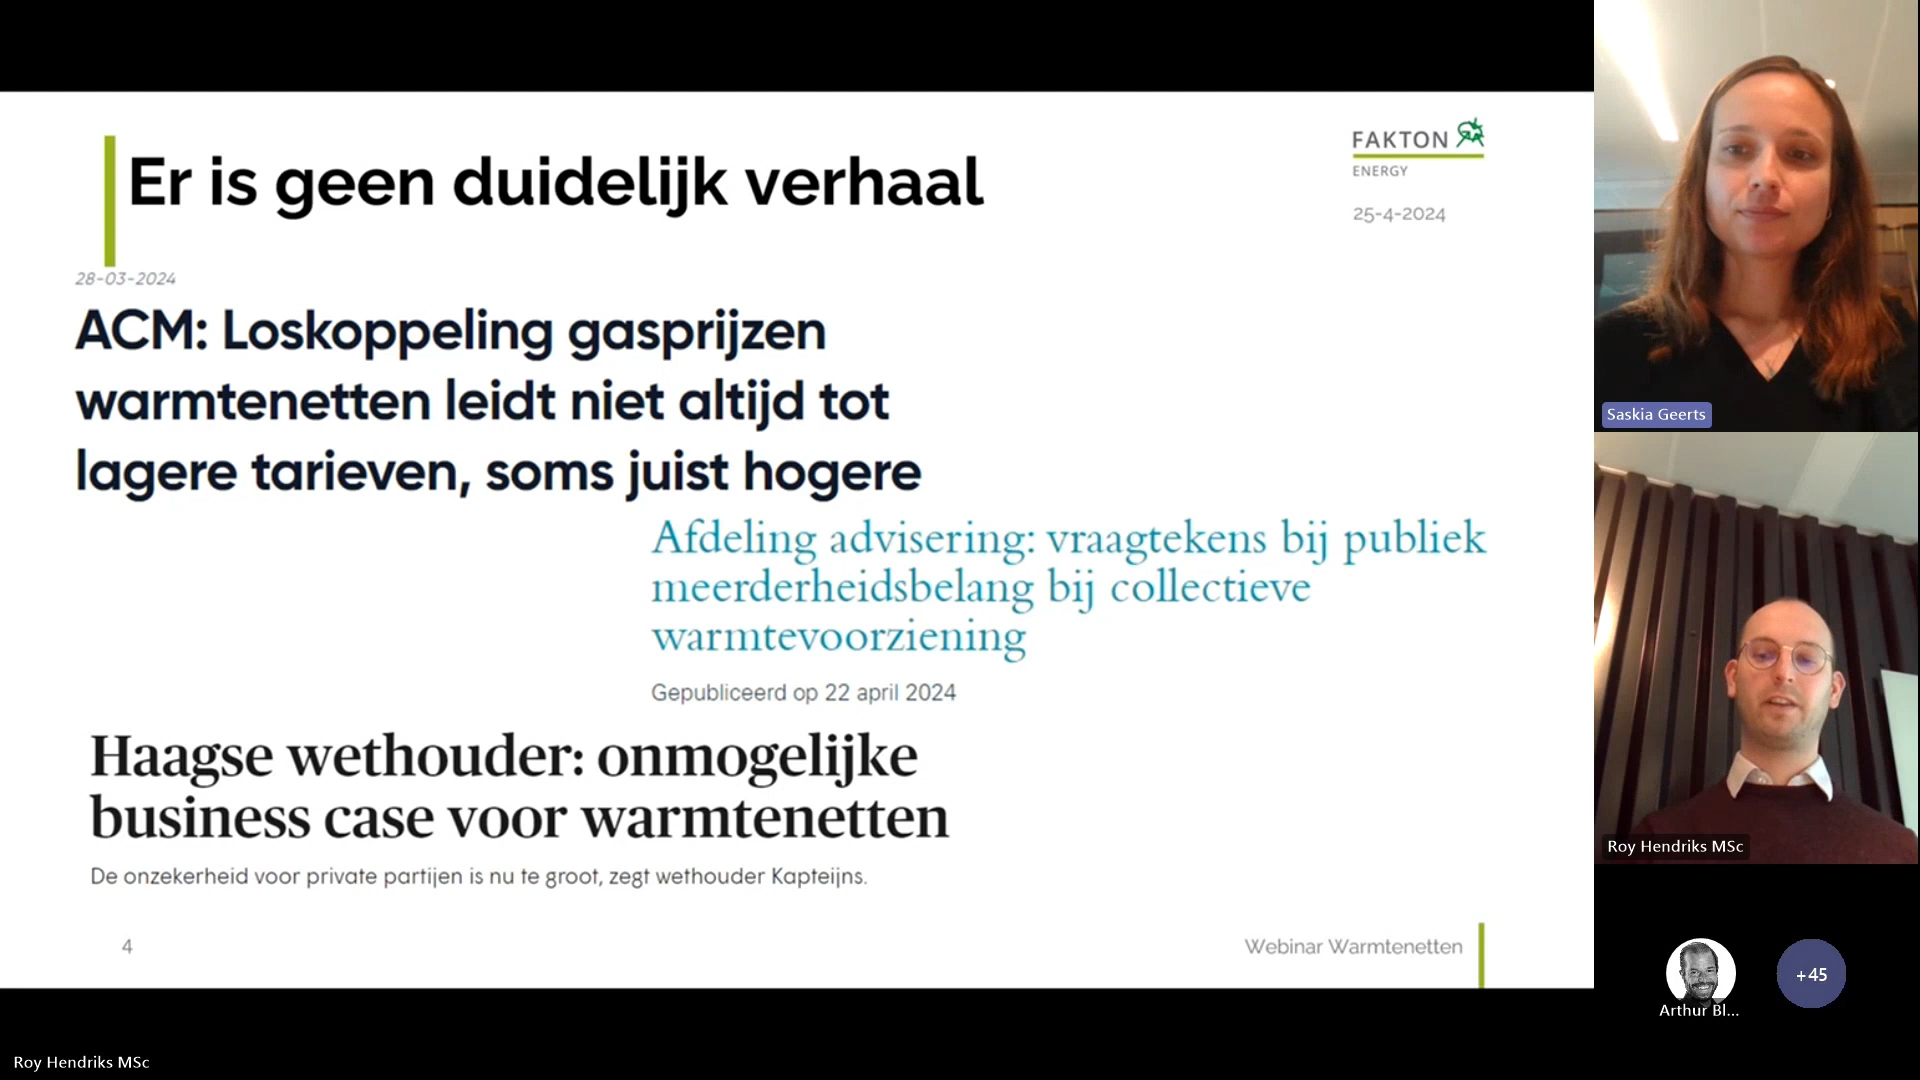 Er is geen duidelijk verhaal
FAKTON
ENERGY
25-4-2024
28-03-2024
ACM: Loskoppeling gasprijzen
warmtenetten leidt niet altijd tot
lagere tarieven, soms juist hogere
Afdeling advisering: vraagtekens bij publiek
meerderheidsbelang bij collectieve
warmtevoorziening
Gepubliceerd op 22 april 2024
Haagse wethouder: onmogelijke
business case voor warmtenetten
De onzekerheid voor private partijen is nu te groot, zegt wethouder Kapteijns.
4
Webinar Warmtenetten
Saskia Geerts
Roy Hendriks MSc
Arthur Bl...
+45
Roy Hendriks MSc